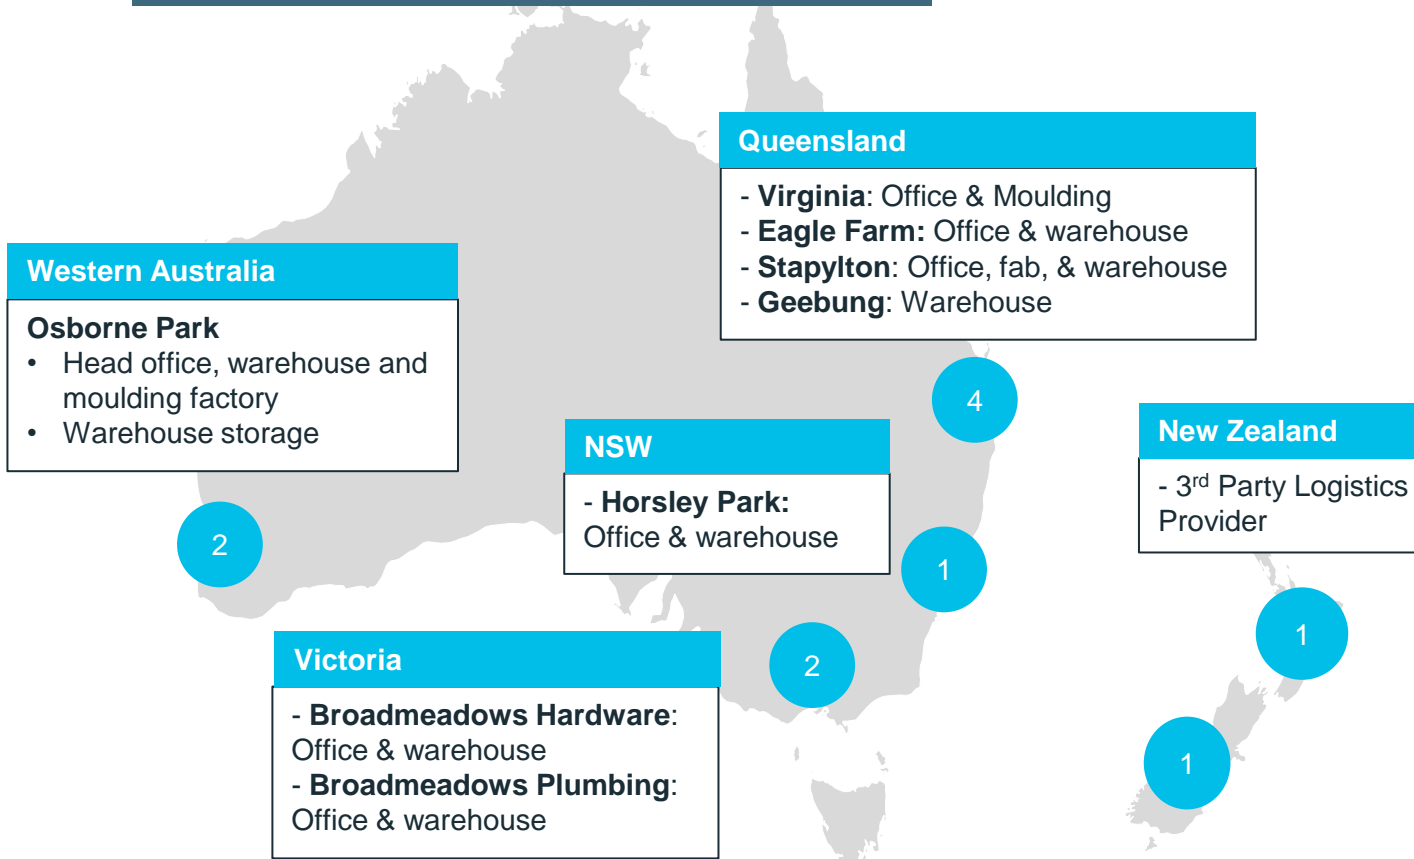 Queensland
- Virginia: Office & Moulding
- Eagle Farm: Office & warehouse
- Stapylton: Office, fab, & warehouse
- Geebung: Warehouse
Western Australia
Osborne Park
• Head office, warehouse and
moulding factory
• Warehouse storage
4
NSW
- Horsley Park:
Office & warehouse
New Zealand
- 3rd Party Logistics
Provider
2
1
Victoria
- Broadmeadows Hardware:
Office & warehouse
- Broadmeadows Plumbing:
Office & warehouse
2
1
1